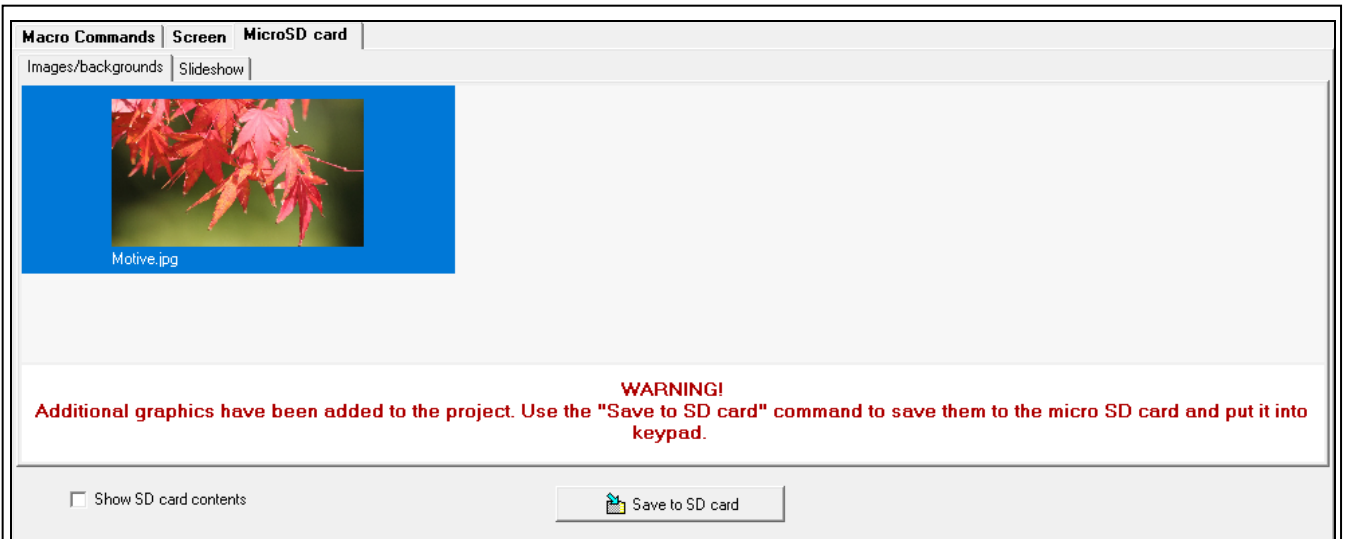 Macro Commands Screen MicroSD card
Images/backgrounds Slideshow
Motive.jpg
WARNING!
Additional graphics have been added to the project. Use the "Save to SD card" command to save them to the micro SD card and put it into
keypad.
Show SD card contents Save to SD card